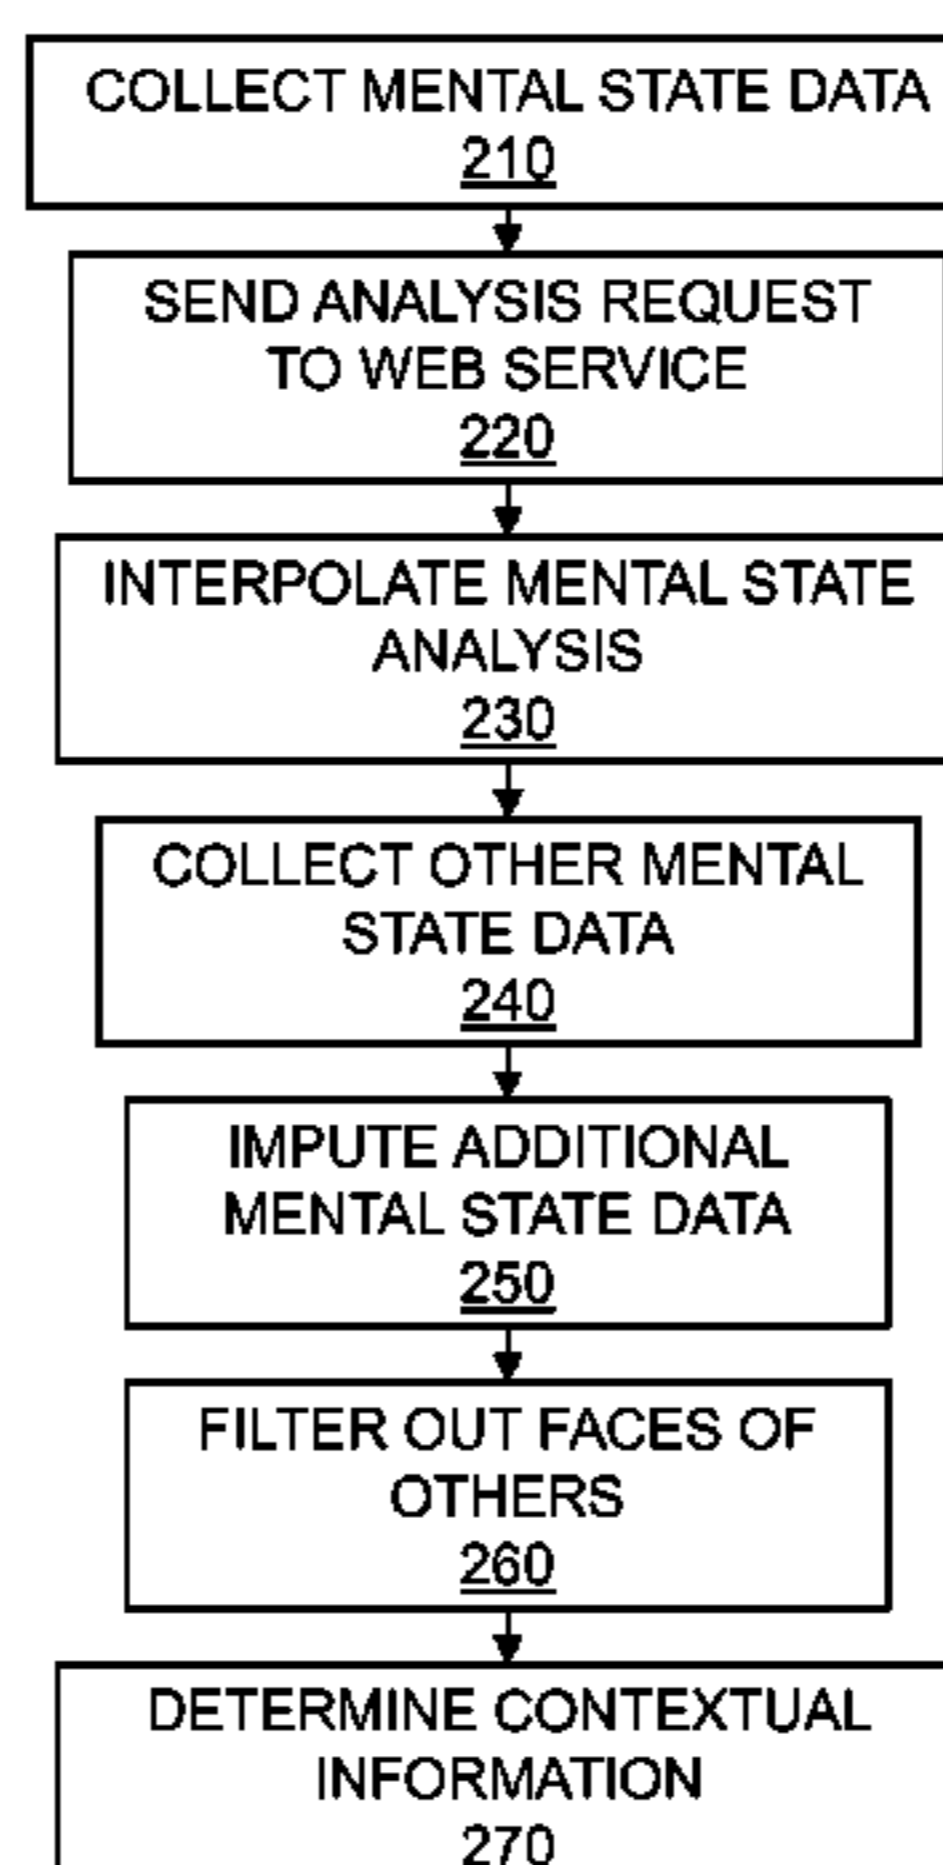 COLLECT MENTAL STATE DATA
210
SEND ANALYSIS REQUEST
TO WEB SERVICE
220
INTERPOLATE MENTAL STATE
ANALYSIS
230
COLLECT OTHER MENTAL
STATE DATA
240
IMPUTE ADDITIONAL
MENTAL STATE DATA
250
FILTER OUT FACES OF
OTHERS
260
DETERMINE CONTEXTUAL
INFORMATION
270